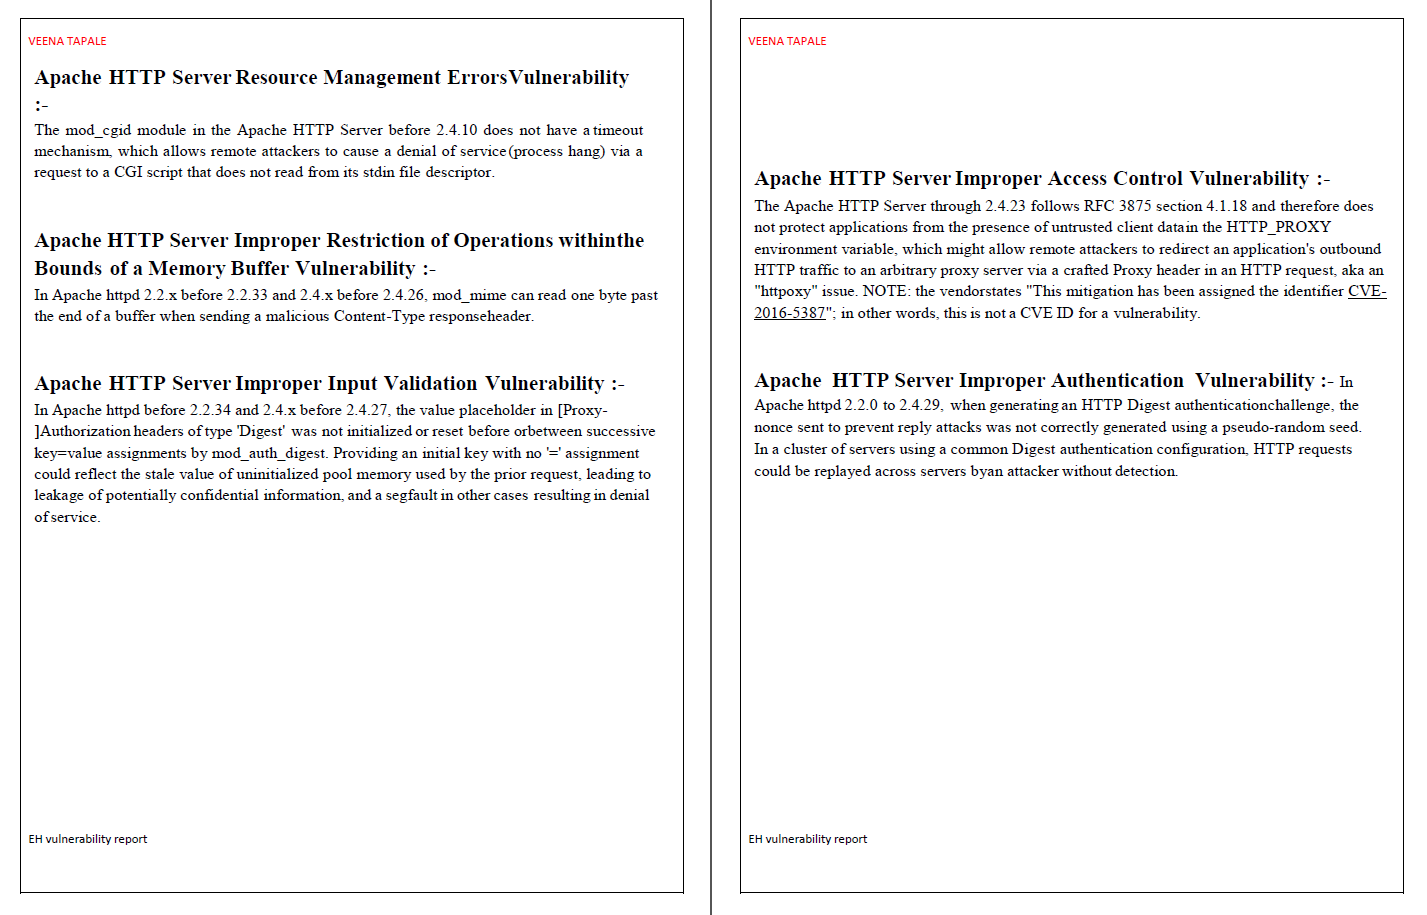 VEENA TAPALE
Apache HTTP Server Resource Management ErrorsVulnerability
:-
The mod_cgid module in the Apache HTTP Server before 2.4.10 does not have a timeout
mechanism, which allows remote attackers to cause a denial of service(process hang) via a
request to a CGI script that does not read from its stdin file descriptor.
Apache HTTP Server Improper Restriction of Operations withinthe
Bounds of a Memory Buffer Vulnerability :-
In Apache httpd 2.2.x before 2.2.33 and 2.4.x before 2.4.26, mod_mime can read one byte past
the end of a buffer when sending a malicious Content-Type responseheader.
Apache HTTP Server Improper Input Validation Vulnerability :-
In Apache httpd before 2.2.34 and 2.4.x before 2.4.27, the value placeholder in [Proxy-
]Authorization headers of type 'Digest' was not initialized or reset before orbetween successive
key=value assignments by mod_auth_digest. Providing an initial key with no '=' assignment
could reflect the stale value of uninitialized pool memory used by the prior request, leading to
leakage of potentially confidential information, and a segfault in other cases resulting in denial
of service.
EH vulnerability report
VEENA TAPALE
Apache HTTP Server Improper Access Control Vulnerability :-
The Apache HTTP Server through 2.4.23 follows RFC 3875 section 4.1.18 and therefore does
not protect applications from the presence of untrusted client datain the HTTP_PROXY
environment variable, which might allow remote attackers to redirect an application's outbound
HTTP traffic to an arbitrary proxy server via a crafted Proxy header in an HTTP request, aka an
"httpoxy" issue. NOTE: the vendorstates "This mitigation has been assigned the identifier CVE-
2016-5387"; in other words, this is not a CVE ID for a vulnerability.
Apache HTTP Server Improper Authentication Vulnerability :- In
Apache httpd 2.2.0 to 2.4.29, when generating an HTTP Digest authenticationchallenge, the
nonce sent to prevent reply attacks was not correctly generated using a pseudo-random seed.
In a cluster of servers using a common Digest authentication configuration, HTTP requests
could be replayed across servers byan attacker without detection.
EH vulnerability report